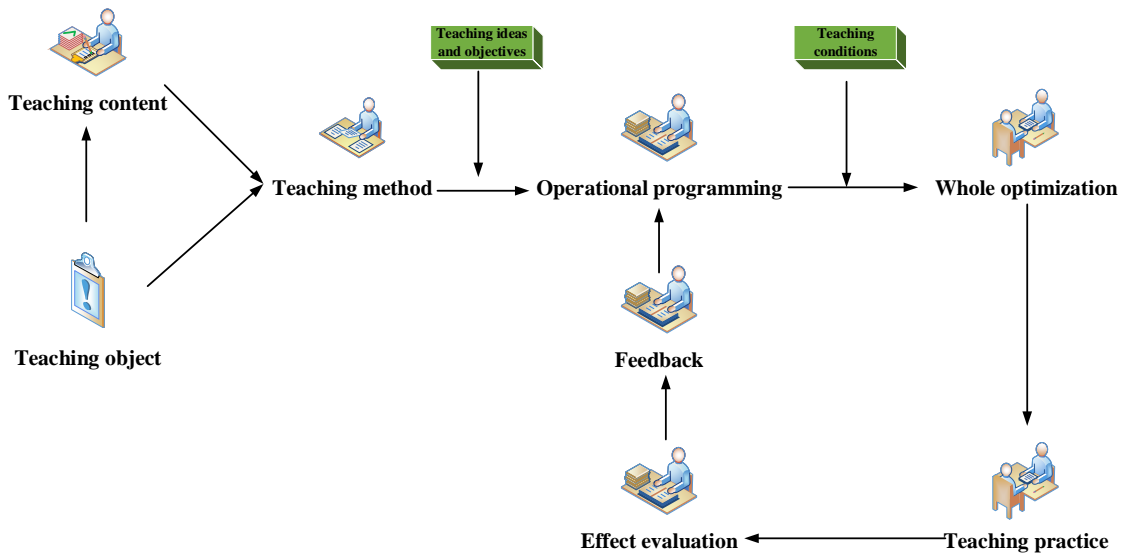 Teaching ideas
and objectives
Teaching
conditions
Teaching content
Teaching method
Operational programming
Whole optimization
Teaching object
Feedback
Effect evaluation
Teaching practice